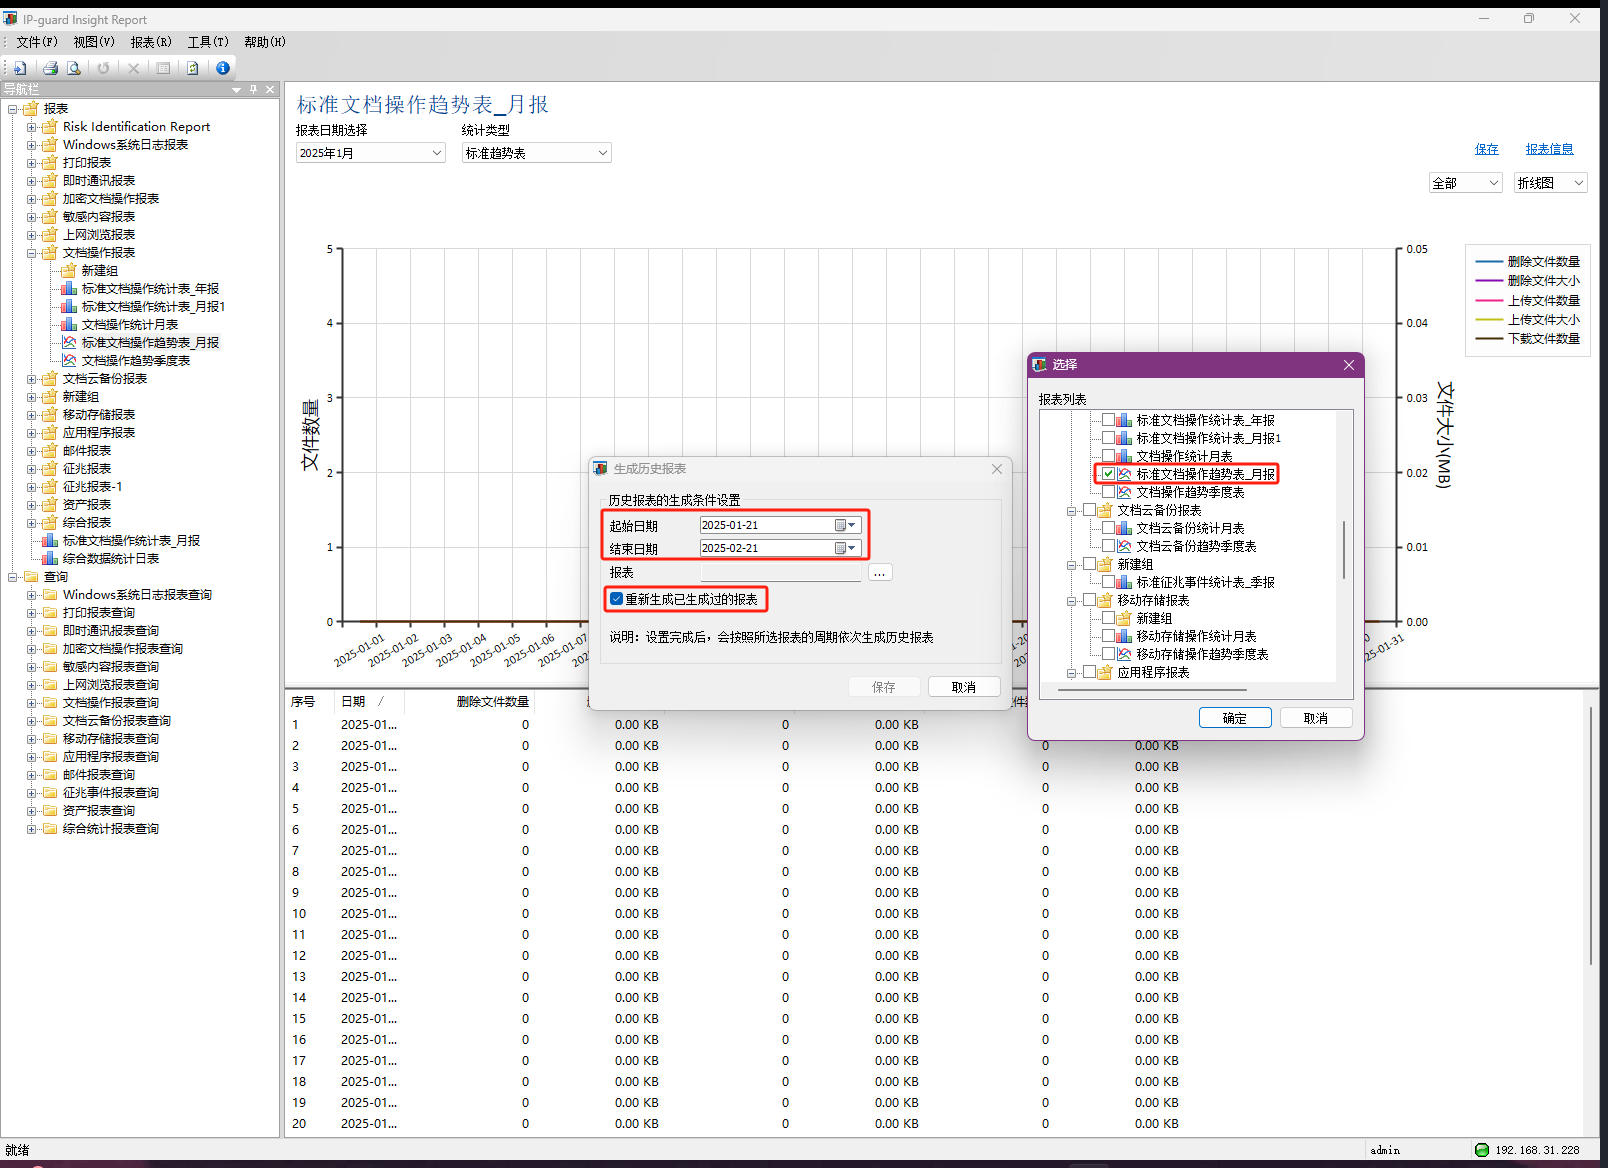 IP-guard Insight Report
文件(F) 视图(V) 报表(R) 工具(T) 帮助(H)
导航栏
报表
Risk Identification Report
Windows系统日志报表
打印报表
即时通讯报表
加密文档操作报表
敏感内容报表
上网浏览报表
文档操作报表
新建组
标准文档操作统计表_年报
标准文档操作统计表_月报1
文档操作统计月表
标准文档操作趋势表_月报
文档操作趋势季度表
文档云备份报表
新建组
移动存储报表
应用程序报表
邮件报表
征兆报表
征兆报表-1
资产报表
综合报表
标准文档操作统计表_月报
综合数据统计日表
查询
Windows系统日志报表查询
打印报表查询
即时通讯报表查询
加密文档操作报表查询
敏感内容报表查询
上网浏览报表查询
文档操作报表查询
文档云备份报表查询
移动存储报表查询
应用程序报表查询
邮件报表查询
征兆事件报表查询
资产报表查询
综合统计报表查询
标准文档操作趋势表_月报
报表日期选择 统计类型
2025年1月 标准趋势表
保存 报表信息
全部 折线图
文件数量
5
4
3
2
1
0
2025-01-01
2025-01-02
2025-01-03
2025-01-04
2025-01-05
2025-01-06
2025-01-07
0.05
0.04
0.03
0.02
0.01
0.00
文件大小(MB)
删除文件数量
删除文件大小
上传文件数量
上传文件大小
下载文件数量
生成历史报表
历史报表的生成条件设置
起始日期 2025-01-21
结束日期 2025-02-21
报表 ...
重新生成已生成过的报表
说明：设置完成后，会按照所选报表的周期依次生成历史报表
保存 取消
选择
报表列表
标准文档操作统计表_年报
标准文档操作统计表_月报1
文档操作统计月表
标准文档操作趋势表_月报
文档操作趋势季度表
文档云备份报表
文档云备份统计月表
文档云备份趋势季度表
新建组
标准征兆事件统计表_季报
移动存储报表
新建组
移动存储操作统计月表
移动存储操作趋势季度表
应用程序报表
确定 取消
序号 日期 / 删除文件数量
1 2025-01... 0 0.00 KB 0 0.00 KB 0 0.00 KB
2 2025-01... 0 0.00 KB 0 0.00 KB 0 0.00 KB
3 2025-01... 0 0.00 KB 0 0.00 KB 0 0.00 KB
4 2025-01... 0 0.00 KB 0 0.00 KB 0 0.00 KB
5 2025-01... 0 0.00 KB 0 0.00 KB 0 0.00 KB
6 2025-01... 0 0.00 KB 0 0.00 KB 0 0.00 KB
7 2025-01... 0 0.00 KB 0 0.00 KB 0 0.00 KB
8 2025-01... 0 0.00 KB 0 0.00 KB 0 0.00 KB
9 2025-01... 0 0.00 KB 0 0.00 KB 0 0.00 KB
10 2025-01... 0 0.00 KB 0 0.00 KB 0 0.00 KB
11 2025-01... 0 0.00 KB 0 0.00 KB 0 0.00 KB
12 2025-01... 0 0.00 KB 0 0.00 KB 0 0.00 KB
13 2025-01... 0 0.00 KB 0 0.00 KB 0 0.00 KB
14 2025-01... 0 0.00 KB 0 0.00 KB 0 0.00 KB
15 2025-01... 0 0.00 KB 0 0.00 KB 0 0.00 KB
16 2025-01... 0 0.00 KB 0 0.00 KB 0 0.00 KB
17 2025-01... 0 0.00 KB 0 0.00 KB 0 0.00 KB
18 2025-01... 0 0.00 KB 0 0.00 KB 0 0.00 KB
19 2025-01... 0 0.00 KB 0 0.00 KB 0 0.00 KB
20 2025-01... 0 0.00 KB 0 0.00 KB 0 0.00 KB
就绪 admin 192.168.31.228